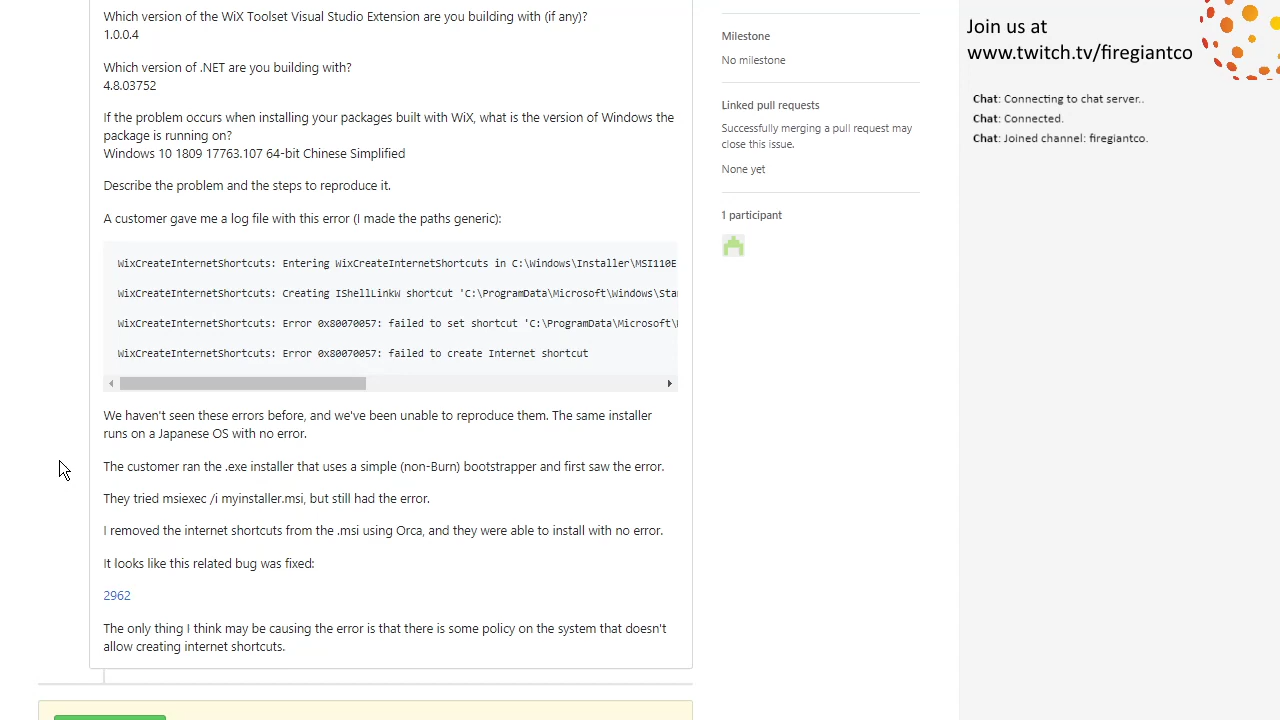 Which version of the WiX Toolset Visual Studio Extension are you building with (if any)?
1.0.0.4
Which version of .NET are you building with?
4.8.03752
If the problem occurs when installing your packages built with WiX, what is the version of Windows the
package is running on?
Windows 10 1809 17763.107 64-bit Chinese Simplified
Describe the problem and the steps to reproduce it.
A customer gave me a log file with this error (I made the paths generic):
WixCreateInternetShortcuts: Entering WixCreateInternetShortcuts in C:\Windows\Installer\MSI110E
WixCreateInternetShortcuts: Creating IShellLinkW shortcut 'C:\ProgramData\Microsoft\Windows\Sta
WixCreateInternetShortcuts: Error 0x80070057: failed to set shortcut 'C:\ProgramData\Microsoft\
WixCreateInternetShortcuts: Error 0x80070057: failed to create Internet shortcut
We haven't seen these errors before, and we've been unable to reproduce them. The same installer
runs on a Japanese OS with no error.
The customer ran the .exe installer that uses a simple (non-Burn) bootstrapper and first saw the error.
They tried msiexec /i myinstaller.msi, but still had the error.
I removed the internet shortcuts from the .msi using Orca, and they were able to install with no error.
It looks like this related bug was fixed:
2962
The only thing I think may be causing the error is that there is some policy on the system that doesn't
allow creating internet shortcuts.
Milestone
No milestone
Linked pull requests
Successfully merging a pull request may
close this issue.
None yet
1 participant
Join us at
www.twitch.tv/firegiantco
Chat: Connecting to chat server..
Chat: Connected.
Chat: Joined channel: firegiantco.